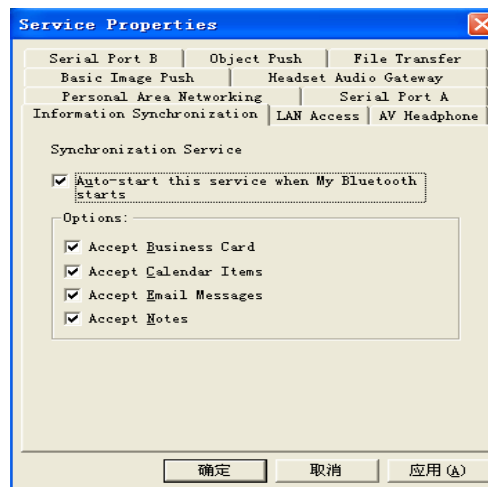 Service Properties
Serial Port B Object Push File Transfer
Basic Image Push Headset Audio Gateway
Personal Area Networking Serial Port A
Information Synchronization LAN Access AV Headphone
Synchronization Service
Auto-start this service when My Bluetooth
starts
Options:
Accept Business Card
Accept Calendar Items
Accept Email Messages
Accept Notes
确定 取消 应用(A)